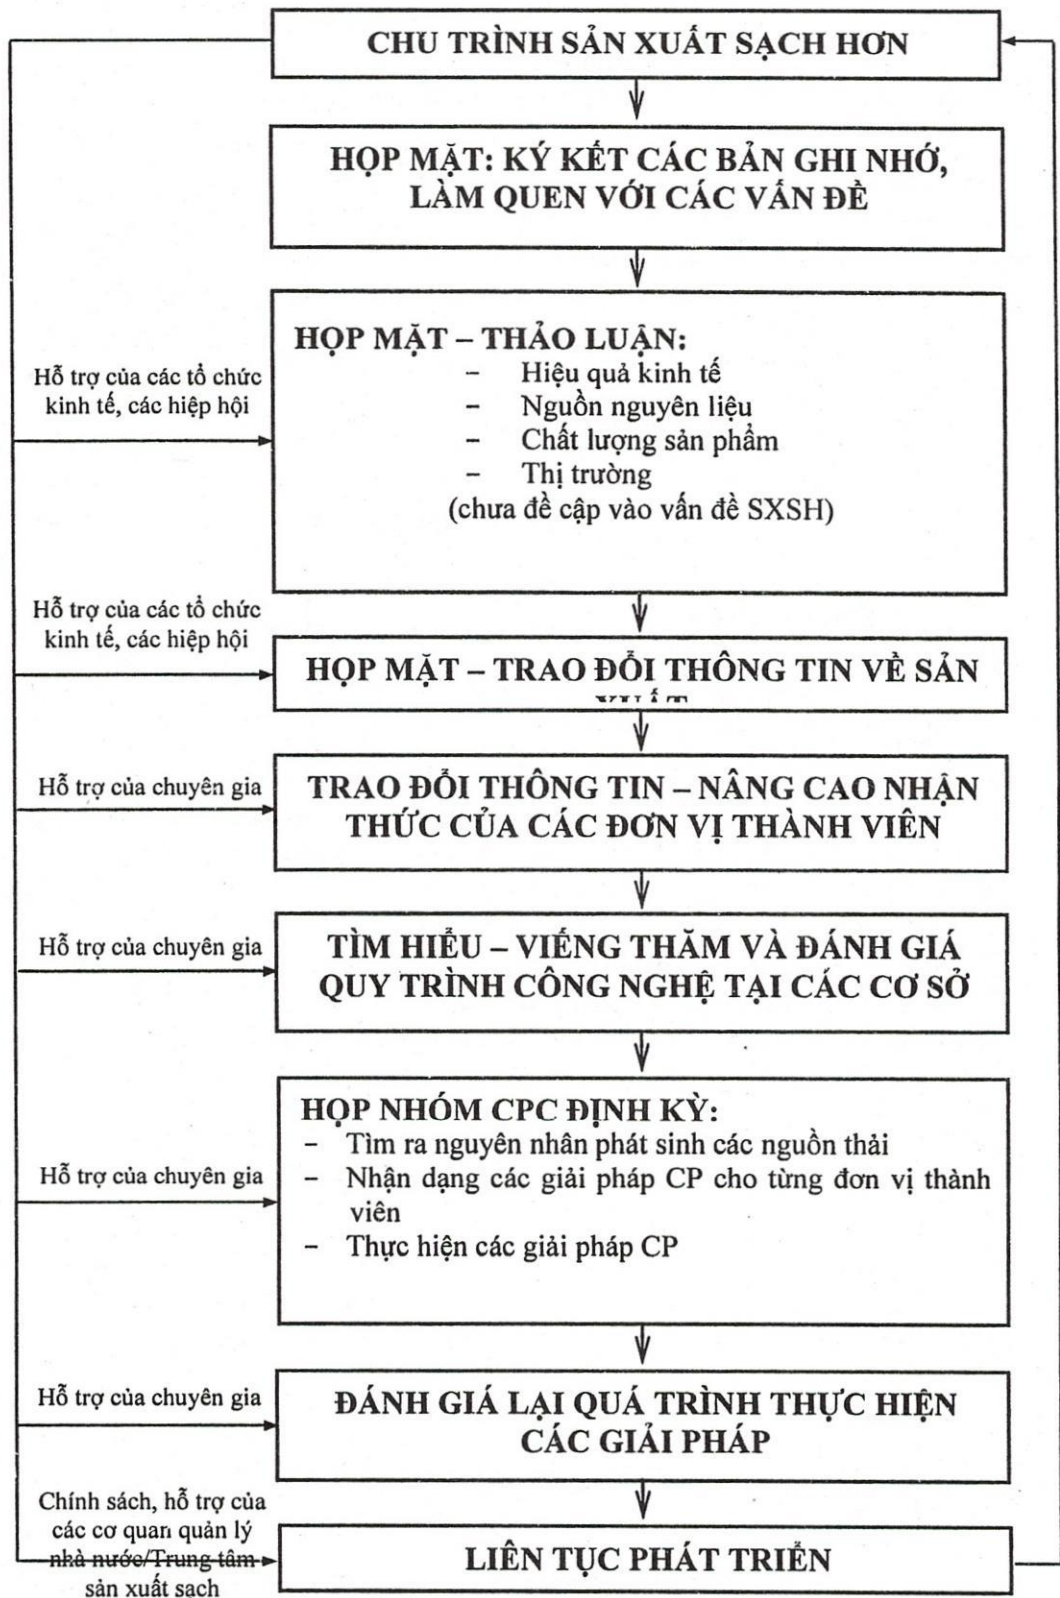 CHU TRÌNH SẢN XUẤT SẠCH HƠN
HỌP MẶT: KÝ KẾT CÁC BẢN GHI NHỚ,
LÀM QUEN VỚI CÁC VẤN ĐỀ
Hỗ trợ của các tổ chức
kinh tế, các hiệp hội
HỌP MẶT – THẢO LUẬN:
– Hiệu quả kinh tế
– Nguồn nguyên liệu
– Chất lượng sản phẩm
– Thị trường
(chưa đề cập vào vấn đề SXSH)
Hỗ trợ của các tổ chức
kinh tế, các hiệp hội
HỌP MẶT – TRAO ĐỔI THÔNG TIN VỀ SẢN
Hỗ trợ của chuyên gia
TRAO ĐỔI THÔNG TIN – NÂNG CAO NHẬN
THỨC CỦA CÁC ĐƠN VỊ THÀNH VIÊN
Hỗ trợ của chuyên gia
TÌM HIỂU – VIẾNG THĂM VÀ ĐÁNH GIÁ
QUY TRÌNH CÔNG NGHỆ TẠI CÁC CƠ SỞ
Hỗ trợ của chuyên gia
HỌP NHÓM CPC ĐỊNH KỲ:
– Tìm ra nguyên nhân phát sinh các nguồn thải
– Nhận dạng các giải pháp CP cho từng đơn vị thành
viên
– Thực hiện các giải pháp CP
Hỗ trợ của chuyên gia
ĐÁNH GIÁ LẠI QUÁ TRÌNH THỰC HIỆN
CÁC GIẢI PHÁP
Chính sách, hỗ trợ của
các cơ quan quản lý
nhà nước/Trung tâm
sản xuất sạch
LIÊN TỤC PHÁT TRIỂN